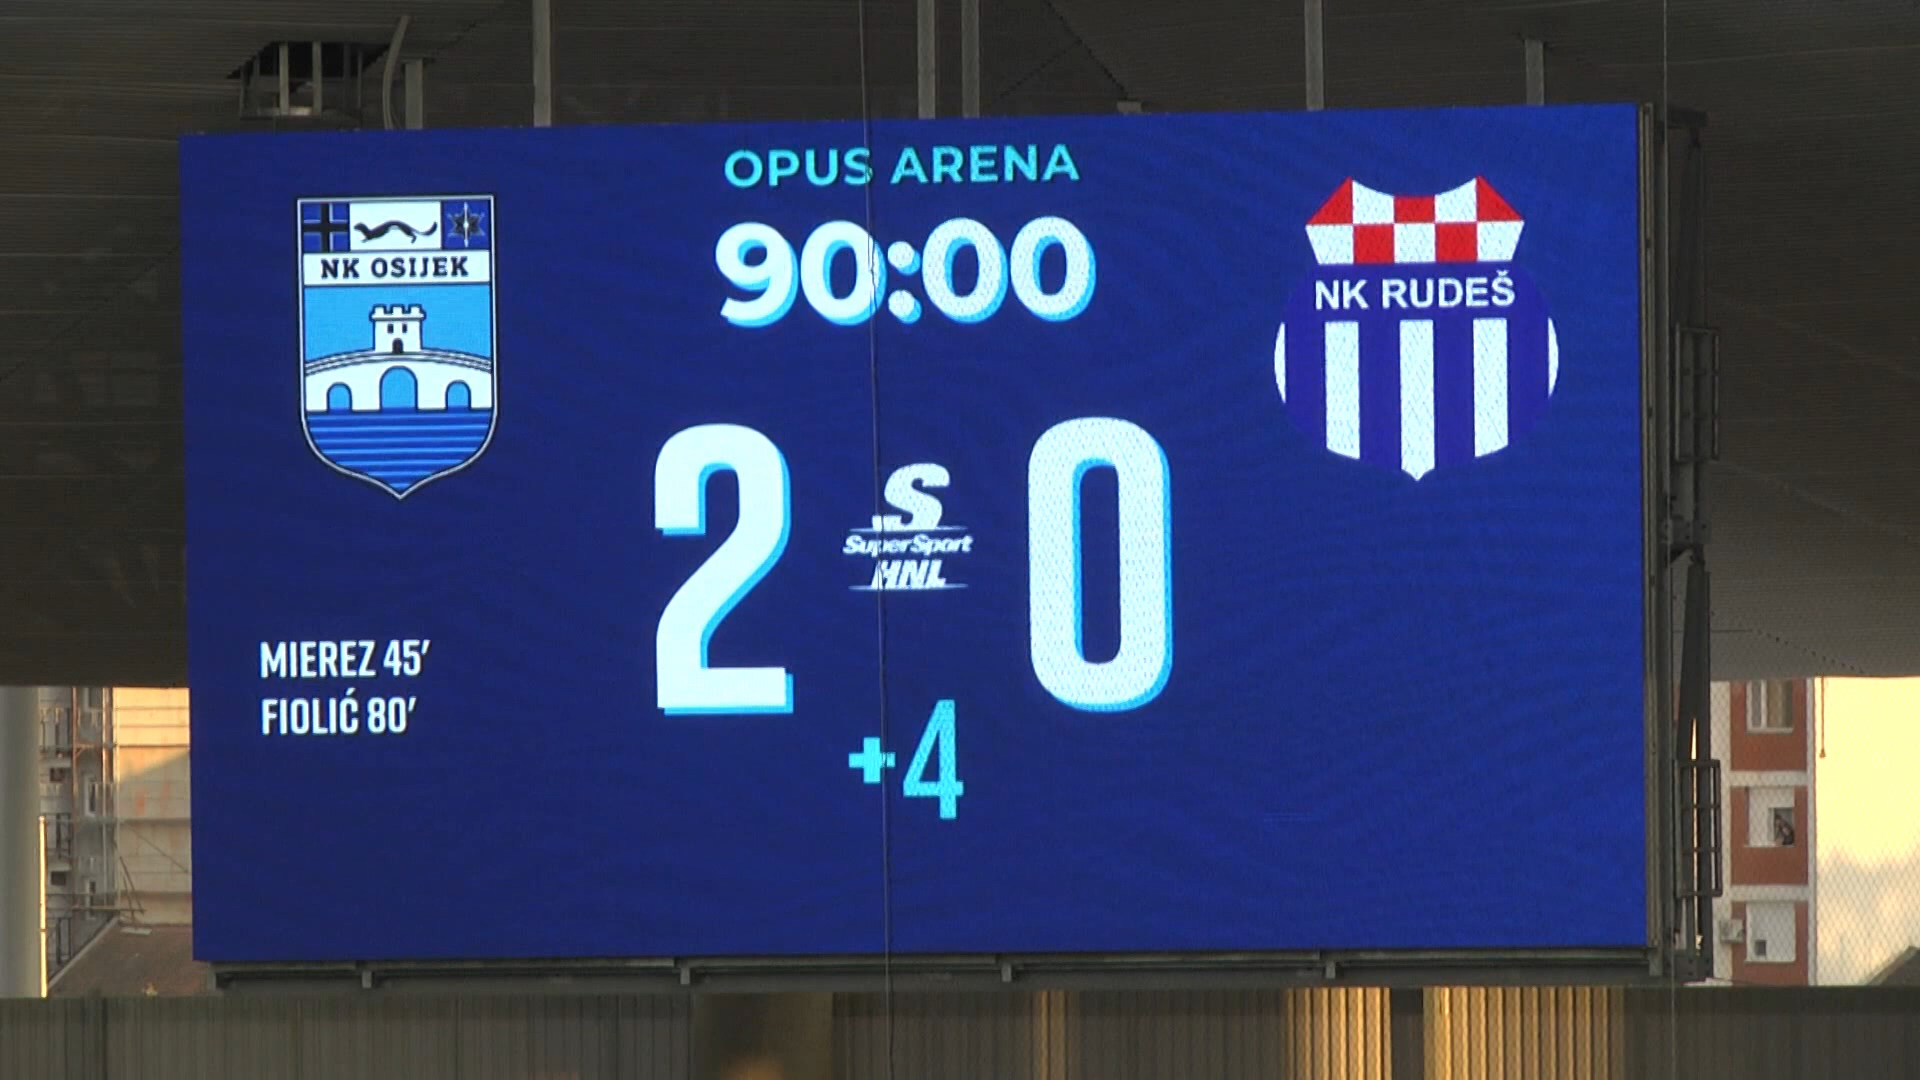 OPUS ARENA
90:00
NK OSIJEK
NK RUDEŠ
2 0
S
SuperSport
HNL
MIEREZ 45'
FIOLIĆ 80'
+4